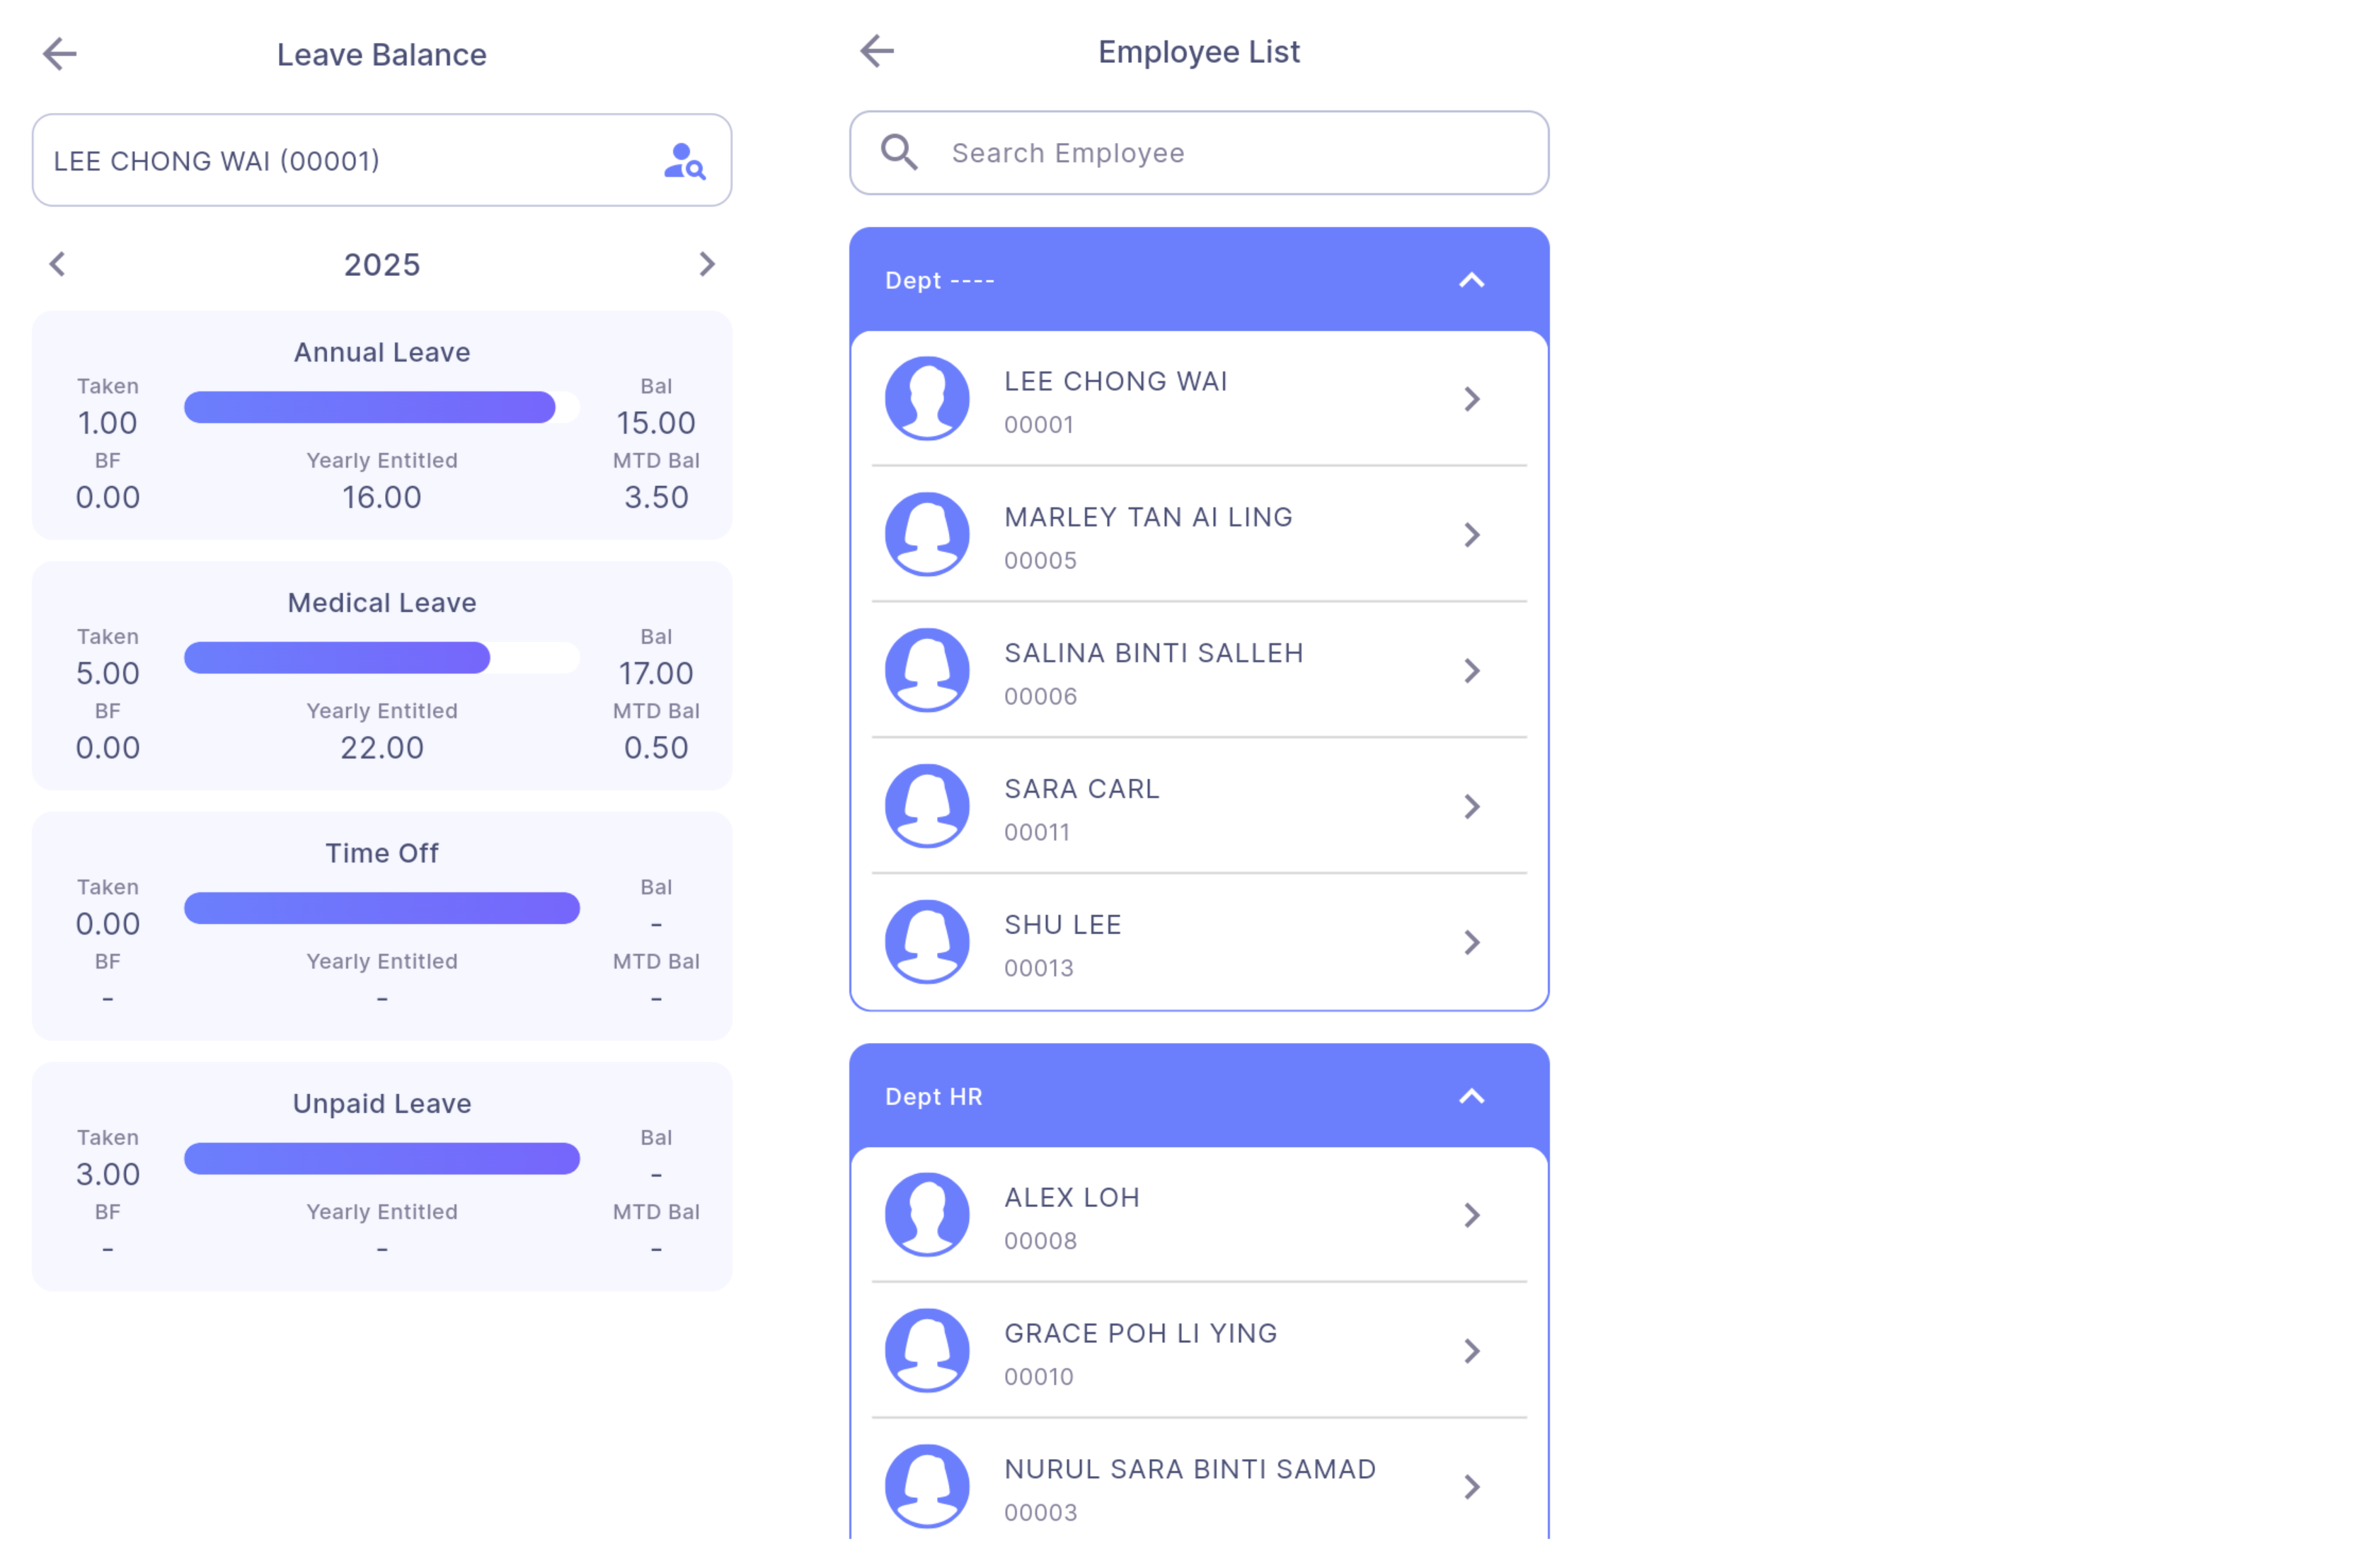 Leave Balance
LEE CHONG WAI (00001)
2025
Annual Leave
Taken
Bal
1.00
15.00
BF
Yearly Entitled
MTD Bal
0.00
16.00
3.50
Medical Leave
Taken
Bal
5.00
17.00
BF
Yearly Entitled
MTD Bal
0.00
22.00
0.50
Time Off
Taken
Bal
0.00
-
BF
Yearly Entitled
MTD Bal
-
-
-
Unpaid Leave
Taken
Bal
3.00
-
BF
Yearly Entitled
MTD Bal
-
-
-
Employee List
Search Employee
Dept ----
LEE CHONG WAI
00001
MARLEY TAN AI LING
00005
SALINA BINTI SALLEH
00006
SARA CARL
00011
SHU LEE
00013
Dept HR
ALEX LOH
00008
GRACE POH LI YING
00010
NURUL SARA BINTI SAMAD
00003